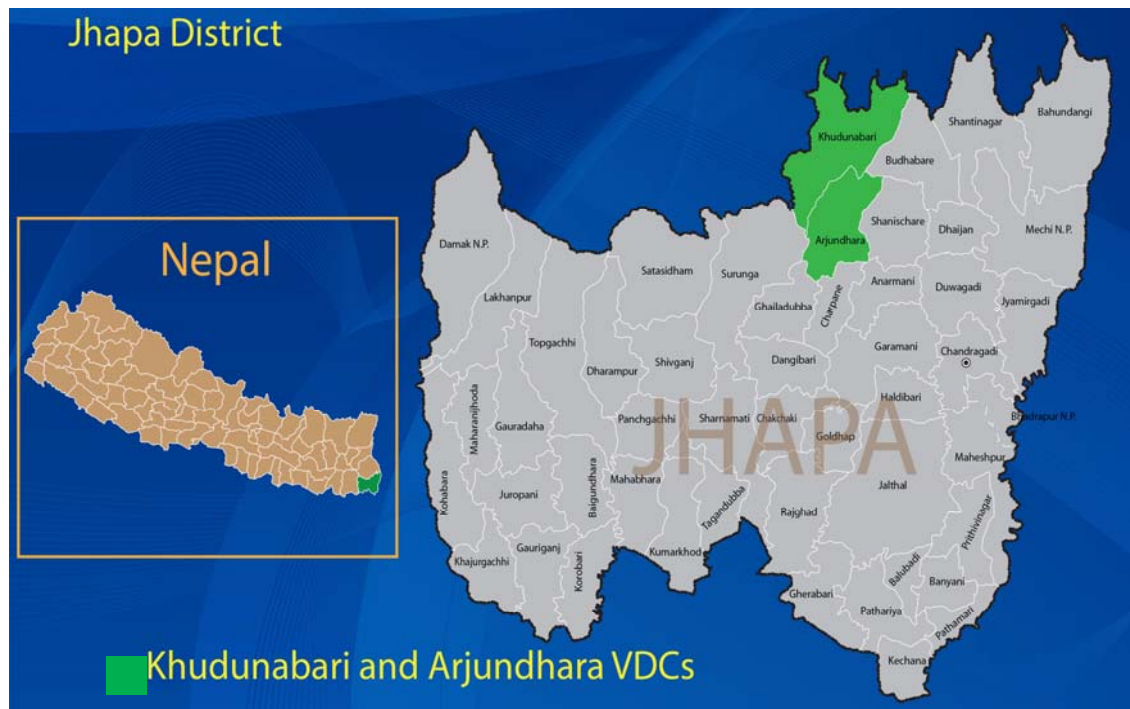 Jhapa District
Nepal
Khudunabari
Shantinagar
Bahundangi
Budhabare
Damak N.P.
Arjundhara
Shanischare
Dhaijan
Mechi N.P.
Lakhanpur
Satasidham
Surunga
Anarmani
Duwagadi
Jyamirgadi
Ghailadubba
Charpane
Topgachhi
Garamani
Chandragadi
Shivganj
Dangibari
Dharampur
Maharanijhoda
Haldibari
Bhadrapur N.P.
Gauradaha
Panchgachhi
Sharnamati
Chakchaki
JHAPA
Goldhap
Maheshpur
Kohabara
Juropani
Baigundhara
Mahabhara
Tagandubba
Rajghad
Jalthal
Prithivinagar
Khajurgachhi
Gauriganj
Korobari
Kumarkhod
Balubadi
Banyani
Gherabari
Pathariya
Pathamari
Kechana
Khudunabari and Arjundhara VDCs